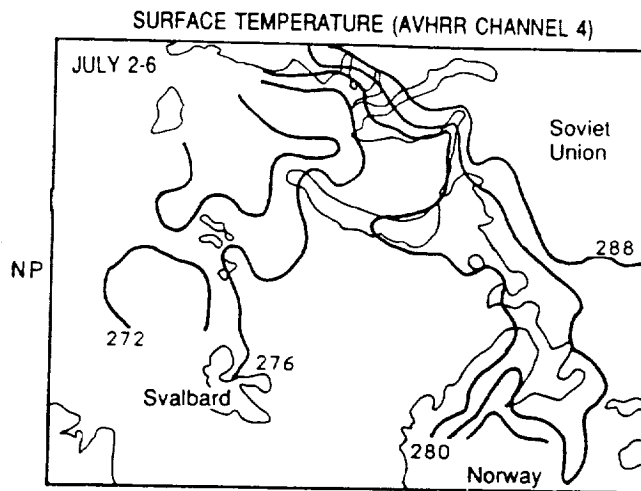 SURFACE TEMPERATURE (AVHRR CHANNEL 4)
JULY 2-6
Soviet
Union
288
NP
272
276
Svalbard
280
Norway